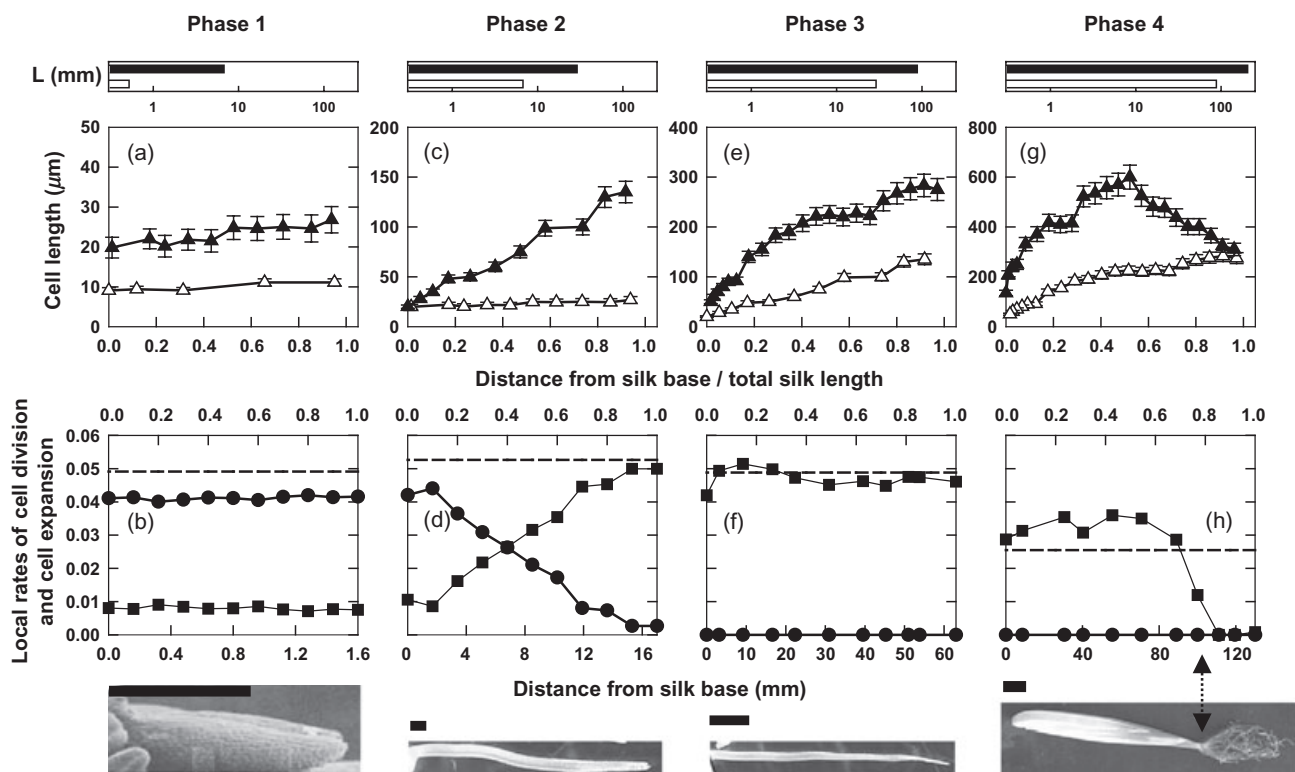 Phase 1 Phase 2 Phase 3 Phase 4
L (mm)
1 10 100 1 10 100 1 10 100 1 10 100
Cell length (µm)
(a) (c) (e) (g)
50 200 400 800
40 150 300 600
30
100 200 400
20
50 100 200
10
0 0 0 0
0.0 0.2 0.4 0.6 0.8 1.0 0.0 0.2 0.4 0.6 0.8 1.0 0.0 0.2 0.4 0.6 0.8 1.0 0.0 0.2 0.4 0.6 0.8 1.0
Distance from silk base / total silk length
0.0 0.2 0.4 0.6 0.8 1.0 0.0 0.2 0.4 0.6 0.8 1.0 0.0 0.2 0.4 0.6 0.8 1.0 0.0 0.2 0.4 0.6 0.8 1.0
Local rates of cell division
and cell expansion
0.06
0.05
0.04
0.03
0.02
0.01
0.00
(b) (d) (f) (h)
0.0 0.4 0.8 1.2 1.6 0 4 8 12 16 0 10 20 30 40 50 60 0 40 80 120
Distance from silk base (mm)